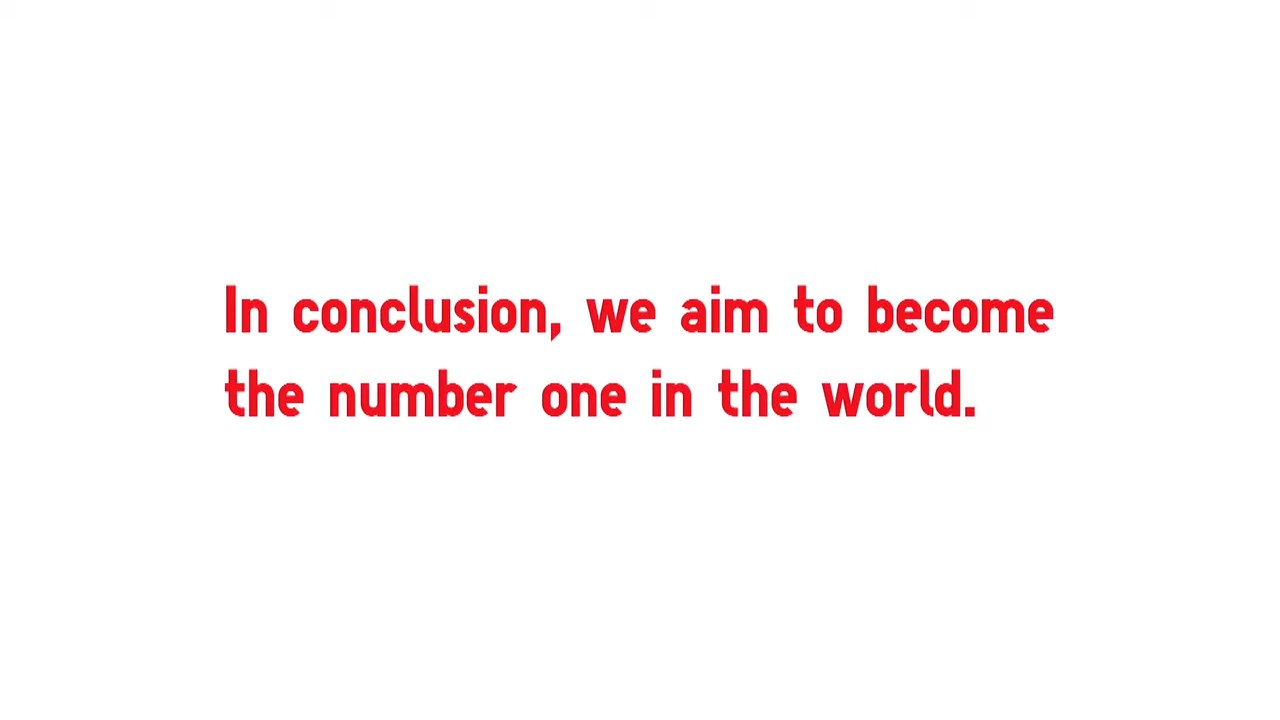 In conclusion, we aim to become
the number one in the world.